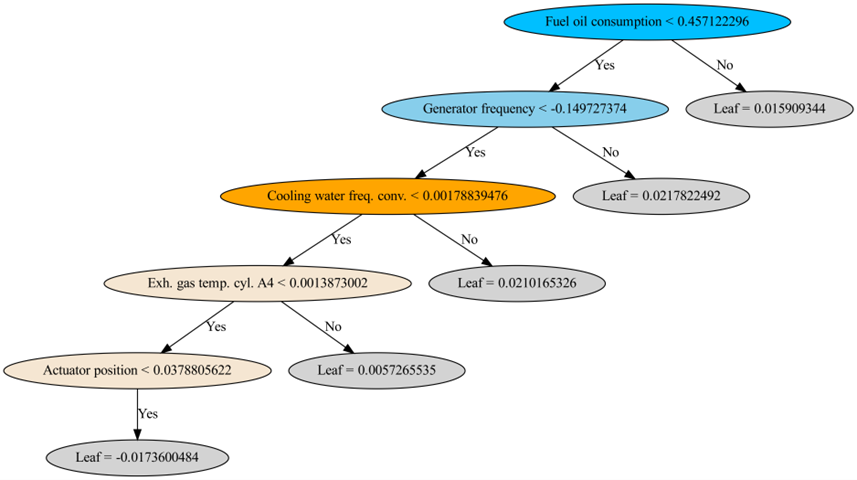 Fuel oil consumption < 0.457122296
Yes
No
Generator frequency < -0.149727374
Leaf = 0.015909344
Yes
No
Cooling water freq. conv. < 0.00178839476
Leaf = 0.0217822492
Yes
No
Exh. gas temp. cyl. A4 < 0.0013873002
Leaf = 0.0210165326
Yes
No
Actuator position < 0.0378805622
Leaf = 0.0057265535
Yes
Leaf = -0.0173600484